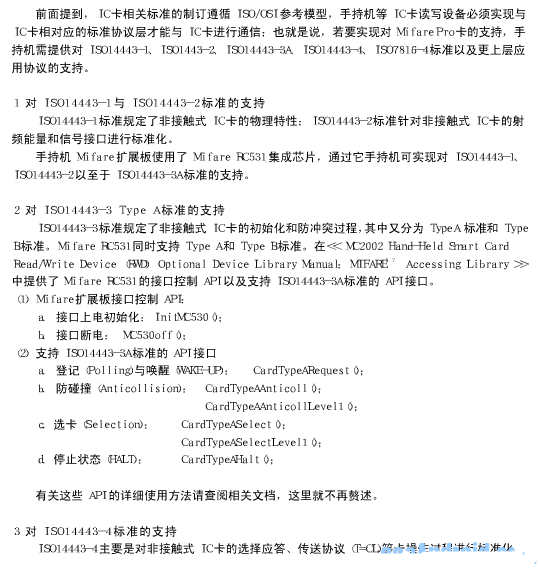 前面提到，IC卡相关标准的制订遵循 ISO/OSI参考模型，手持机等 IC卡读写设备必须实现与
IC卡相对应的标准协议层才能与 IC卡进行通信；也就是说，若要实现对 Mifare Pro卡的支持，手
持机需提供对 ISO14443-1、ISO1443-2、ISO14443-3A、ISO14443-4、ISO7816-4标准以及更上层应
用协议的支持。
1 对 ISO14443-1与 ISO14443-2标准的支持
ISO14443-1标准规定了非接触式 IC卡的物理特性；ISO14443-2标准针对非接触式 IC卡的射
频能量和信号接口进行标准化。
手持机 Mifare扩展板使用了 Mifare RC531集成芯片，通过它手持机可实现对 ISO14443-1、
ISO14443-2以至于 ISO14443-3A标准的支持。
2 对 ISO14443-3 Type A标准的支持
ISO14443-3标准规定了非接触式 IC卡的初始化和防冲突过程，其中又分为 TypeA 标准和 Type
B标准。Mifare RC531同时支持 Type A和 Type B标准。在<< MC2002 Hand-Held Smart Card
Read/Write Device (RWD) Optional Device Library Manual: MIFARE® Accessing Library >>
中提供了 Mifare RC531的接口控制 API以及支持 ISO14443-3A标准的 API接口。
(1) Mifare扩展板接口控制 API:
a. 接口上电初始化： InitMC530 ();
b. 接口断电： MC530off ();
(2) 支持 ISO14443-3A标准的 API接口
a. 登记 (Polling)与唤醒 (WAKE-UP)； CardTypeARequest ();
b. 防碰撞 (Anticollision)； CardTypeAAnticoll ();
CardTypeAAnticollLevel1 ();
c. 选卡 (Selection)； CardTypeASelect ();
CardTypeASelectLevel1 ();
d. 停止状态 (HALT)； CardTypeAHalt ();
有关这些 API的详细使用方法请查阅相关文档，这里就不再赘述。
3 对 ISO14443-4标准的支持
ISO14443-4主要是对非接触式 IC卡的选择应答、传送协议 (T=CL)等卡操作过程进行标准化